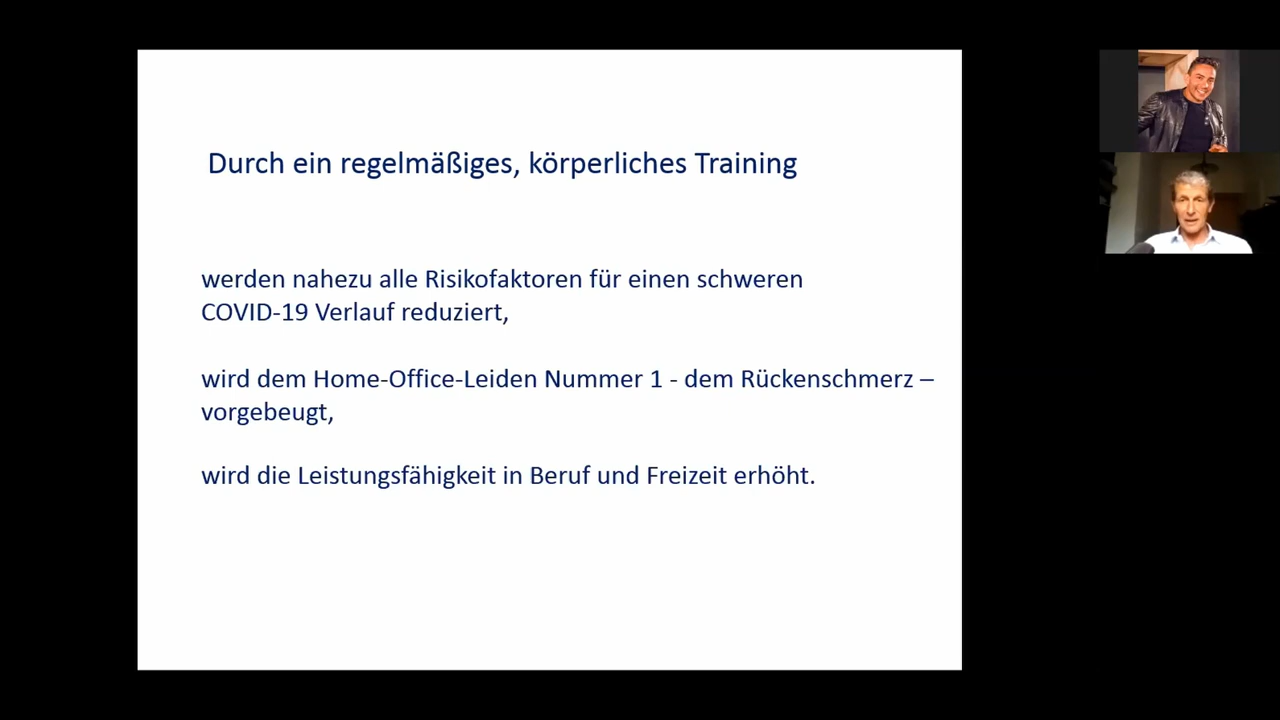 Durch ein regelmäßiges, körperliches Training
werden nahezu alle Risikofaktoren für einen schweren
COVID-19 Verlauf reduziert,
wird dem Home-Office-Leiden Nummer 1 - dem Rückenschmerz –
vorgebeugt,
wird die Leistungsfähigkeit in Beruf und Freizeit erhöht.